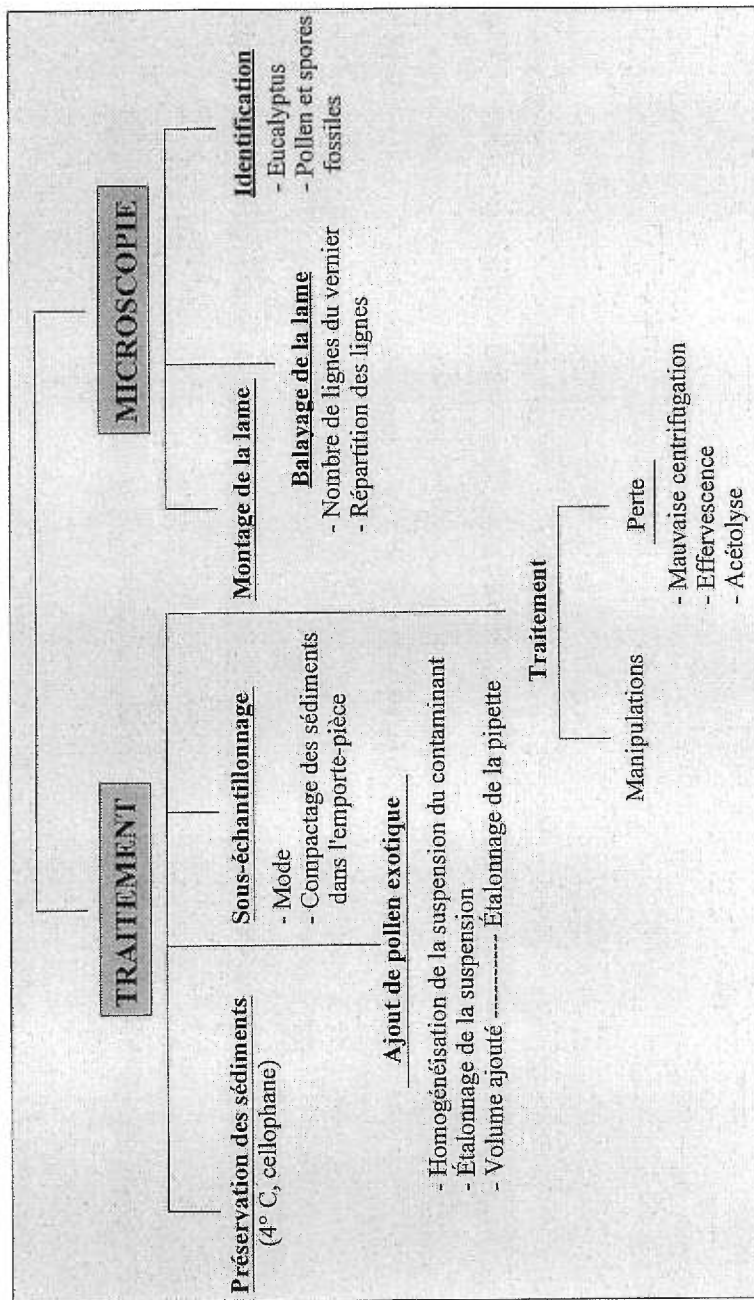 TRAITEMENT
Préservation des sédiments
(4° C, cellophane)
Sous-échantillonnage
- Mode
- Compactage des sédiments
dans l'emporte-pièce
Ajout de pollen exotique
- Homogénéisation de la suspension du contaminant
- Étalonnage de la suspension
- Volume ajouté ---------- Étalonnage de la pipette
Traitement
Manipulations
Perte
- Mauvaise centrifugation
- Effervescence
- Acétolyse
MICROSCOPIE
Montage de la lame
Balayage de la lame
- Nombre de lignes du vernier
- Répartition des lignes
Identification
- Eucalyptus
- Pollen et spores
fossiles